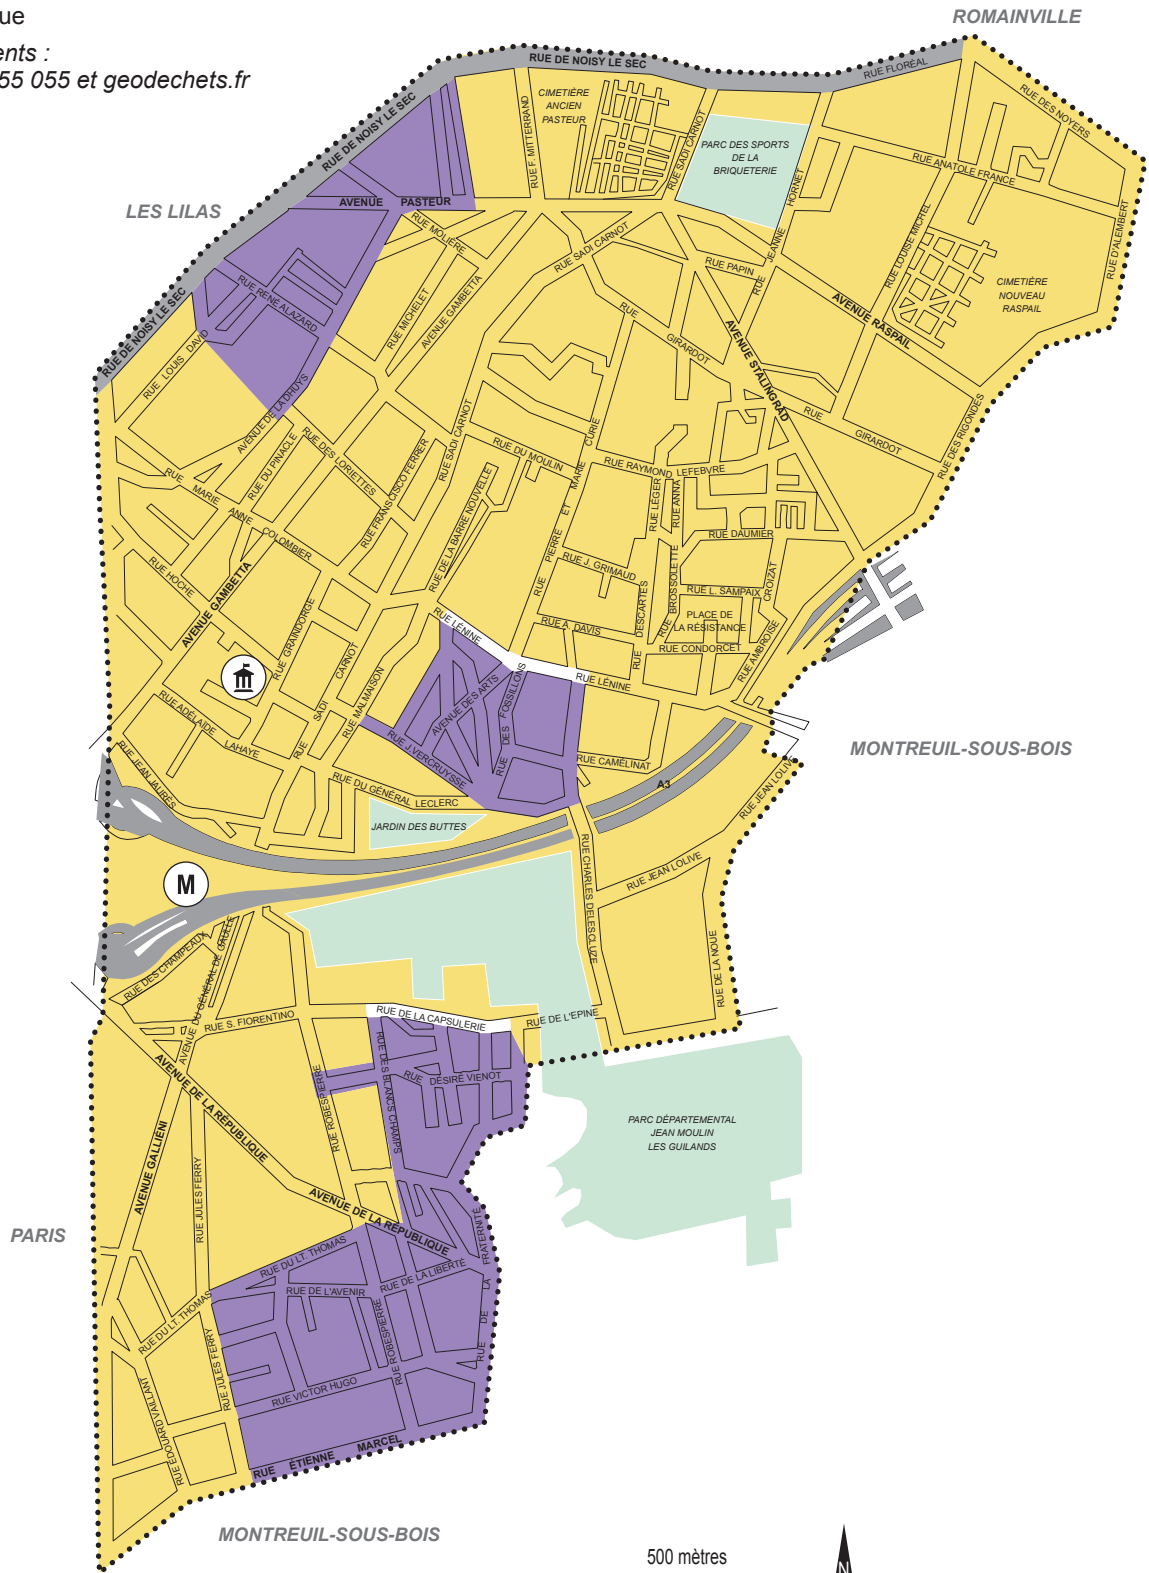 ue
ents :
55 055 et geodechets.fr
ROMAINVILLE
RUE DE NOISY LE SEC
RUE FLORÉAL
RUE DES NOYERS
CIMETIÈRE
ANCIEN
PASTEUR
RUE F. MITTERRAND
RUE SADI CARNOT
PARC DES SPORTS
DE LA
BRIQUETERIE
RUE DE NOISY LE SEC
RUE ANATOLE FRANCE
RUE JEANNE HORNET
LES LILAS
AVENUE PASTEUR
RUE MOLIÈRE
RUE SADI CARNOT
RUE LOUISE MICHEL
RUE D'ALEMBERT
RUE PAPIN
CIMETIÈRE
NOUVEAU
RASPAIL
RUE RENÉ ALAZARD
RUE MICHELET
AVENUE GAMBETTA
AVENUE RASPAIL
RUE GIRARDOT
AVENUE STALINGRAD
RUE DE NOISY LE SEC
RUE LOUIS DAVID
AVENUE DE LA DHUYS
RUE GIRARDOT
RUE DES RIGONDES
RUE DU PINACLE
RUE DES LORIETTES
RUE FRANCISCO FERRER
RUE SADI CARNOT
RUE DU MOULIN
RUE PIERRE ET MARIE CURIE
RUE RAYMOND LEFEBVRE
RUE MARIE ANNE COLOMBIER
RUE DE LA BARRE NOUVELLE
RUE LEGER
RUE ANNA
RUE DAUMIER
RUE HOCHE
AVENUE GAMBETTA
RUE J. GRIMAUD
RUE BROSSOLETTE
RUE L. SAMPAIX
CROIZAT
RUE AMBROISE
RUE DESCARTES
PLACE DE
LA RÉSISTANCE
RUE GRAINDORGE
RUE LÉNINE
RUE A. DAVIS
RUE CONDORCET
RUE SADI CARNOT
RUE MALMAISON
AVENUE DES ARTS
RUE DES FOSSILLONS
RUE LÉNINE
RUE ADÉLAIDE LAHAYE
RUE J. VERCRUYSSE
RUE CAMÉLINAT
MONTREUIL-SOUS-BOIS
RUE JEAN JAURÈS
RUE DU GÉNÉRAL LECLERC
A3
RUE JEAN LOLIVE
JARDIN DES BUTTES
M
RUE CHARLES DELESCLUZE
RUE JEAN LOLIVE
RUE DES CHAMPEAUX
AVENUE DU GÉNÉRAL DE GAULLE
RUE DE LA NOUE
RUE S. FIORENTINO
RUE DE LA CAPSULERIE
RUE DE L'EPINE
RUE DES BLANCS CHAMPS
RUE DÉSIRÉ VIENOT
RUE ROBESPIERRE
AVENUE DE LA RÉPUBLIQUE
PARC DÉPARTEMENTAL
JEAN MOULIN
LES GUILANDS
AVENUE GALLIÉNI
RUE JULES FERRY
AVENUE DE LA RÉPUBLIQUE
PARIS
RUE DU LT. THOMAS
RUE DE LA LIBERTÉ
RUE DE LA FRATERNITÉ
RUE DE L'AVENIR
RUE DU LT. THOMAS
RUE ROBESPIERRE
RUE JULES FERRY
RUE VICTOR HUGO
RUE ÉDOUARD VAILLANT
RUE ÉTIENNE MARCEL
MONTREUIL-SOUS-BOIS
500 mètres
N